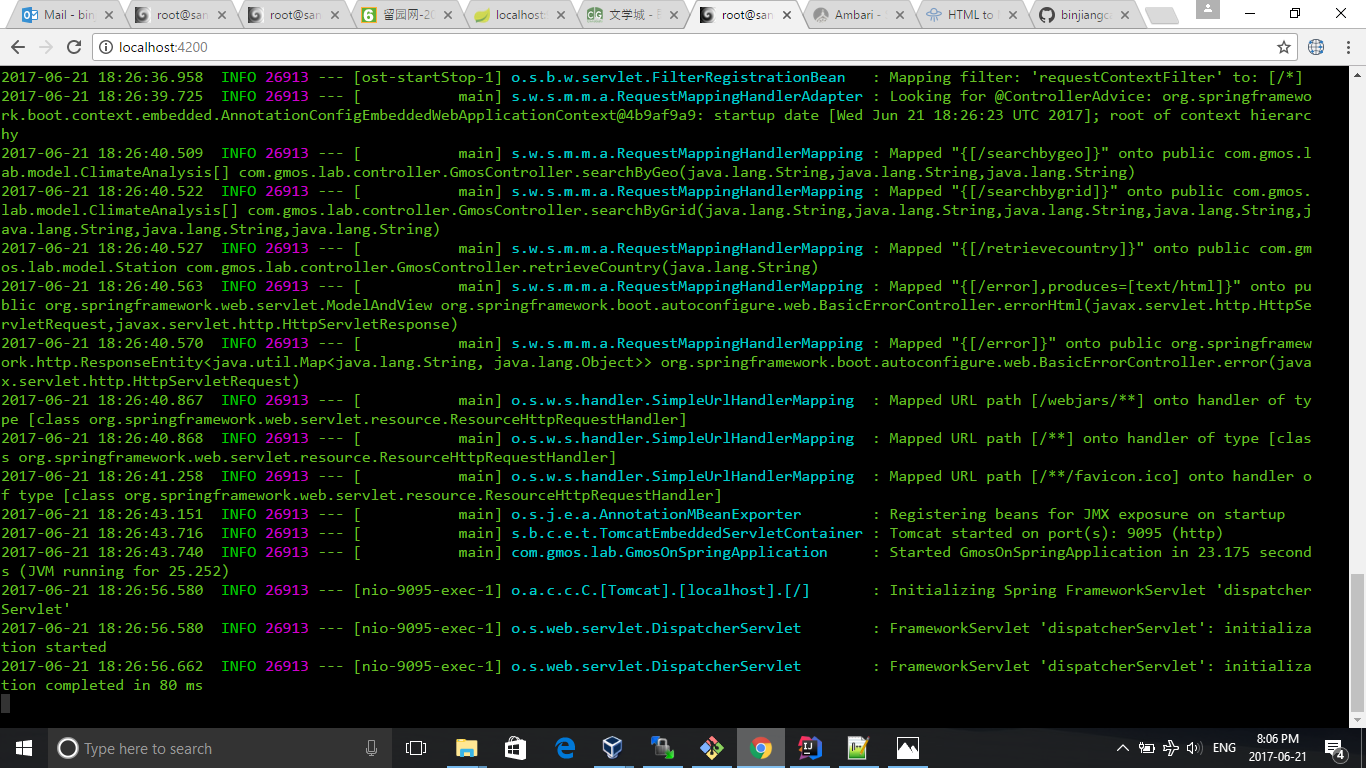 Mail - bin
root@san
root@san
留园网-20
localhost:
文学城 - E
root@san
Ambari -
HTML to
binjiangc
localhost:4200
2017-06-21 18:26:36.958  INFO 26913 --- [ost-startStop-1] o.s.b.w.servlet.FilterRegistrationBean   : Mapping filter: 'requestContextFilter' to: [/*]
2017-06-21 18:26:39.725  INFO 26913 --- [           main] s.w.s.m.m.a.RequestMappingHandlerAdapter : Looking for @ControllerAdvice: org.springframewo
rk.boot.context.embedded.AnnotationConfigEmbeddedWebApplicationContext@4b9af9a9: startup date [Wed Jun 21 18:26:23 UTC 2017]; root of context hierarc
hy
2017-06-21 18:26:40.509  INFO 26913 --- [           main] s.w.s.m.m.a.RequestMappingHandlerMapping : Mapped "{[/searchbygeo]}" onto public com.gmos.l
ab.model.ClimateAnalysis[] com.gmos.lab.controller.GmosController.searchByGeo(java.lang.String,java.lang.String,java.lang.String)
2017-06-21 18:26:40.522  INFO 26913 --- [           main] s.w.s.m.m.a.RequestMappingHandlerMapping : Mapped "{[/searchbygrid]}" onto public com.gmos.
lab.model.ClimateAnalysis[] com.gmos.lab.controller.GmosController.searchByGrid(java.lang.String,java.lang.String,java.lang.String,java.lang.String,j
ava.lang.String,java.lang.String,java.lang.String)
2017-06-21 18:26:40.527  INFO 26913 --- [           main] s.w.s.m.m.a.RequestMappingHandlerMapping : Mapped "{[/retrievecountry]}" onto public com.gm
os.lab.model.Station com.gmos.lab.controller.GmosController.retrieveCountry(java.lang.String)
2017-06-21 18:26:40.563  INFO 26913 --- [           main] s.w.s.m.m.a.RequestMappingHandlerMapping : Mapped "{[/error],produces=[text/html]}" onto pu
blic org.springframework.web.servlet.ModelAndView org.springframework.boot.autoconfigure.web.BasicErrorController.errorHtml(javax.servlet.http.HttpSe
rvletRequest,javax.servlet.http.HttpServletResponse)
2017-06-21 18:26:40.570  INFO 26913 --- [           main] s.w.s.m.m.a.RequestMappingHandlerMapping : Mapped "{[/error]}" onto public org.springframew
ork.http.ResponseEntity<java.util.Map<java.lang.String, java.lang.Object>> org.springframework.boot.autoconfigure.web.BasicErrorController.error(java
x.servlet.http.HttpServletRequest)
2017-06-21 18:26:40.867  INFO 26913 --- [           main] o.s.w.s.handler.SimpleUrlHandlerMapping  : Mapped URL path [/webjars/**] onto handler of ty
pe [class org.springframework.web.servlet.resource.ResourceHttpRequestHandler]
2017-06-21 18:26:40.868  INFO 26913 --- [           main] o.s.w.s.handler.SimpleUrlHandlerMapping  : Mapped URL path [/**] onto handler of type [clas
s org.springframework.web.servlet.resource.ResourceHttpRequestHandler]
2017-06-21 18:26:41.258  INFO 26913 --- [           main] o.s.w.s.handler.SimpleUrlHandlerMapping  : Mapped URL path [/**/favicon.ico] onto handler o
f type [class org.springframework.web.servlet.resource.ResourceHttpRequestHandler]
2017-06-21 18:26:43.151  INFO 26913 --- [           main] o.s.j.e.a.AnnotationMBeanExporter        : Registering beans for JMX exposure on startup
2017-06-21 18:26:43.716  INFO 26913 --- [           main] s.b.c.e.t.TomcatEmbeddedServletContainer : Tomcat started on port(s): 9095 (http)
2017-06-21 18:26:43.740  INFO 26913 --- [           main] com.gmos.lab.GmosOnSpringApplication     : Started GmosOnSpringApplication in 23.175 second
s (JVM running for 25.252)
2017-06-21 18:26:56.580  INFO 26913 --- [nio-9095-exec-1] o.a.c.c.C.[Tomcat].[localhost].[/]       : Initializing Spring FrameworkServlet 'dispatcher
Servlet'
2017-06-21 18:26:56.580  INFO 26913 --- [nio-9095-exec-1] o.s.web.servlet.DispatcherServlet        : FrameworkServlet 'dispatcherServlet': initializa
tion started
2017-06-21 18:26:56.662  INFO 26913 --- [nio-9095-exec-1] o.s.web.servlet.DispatcherServlet        : FrameworkServlet 'dispatcherServlet': initializa
tion completed in 80 ms
Type here to search
ENG
8:06 PM
2017-06-21
4